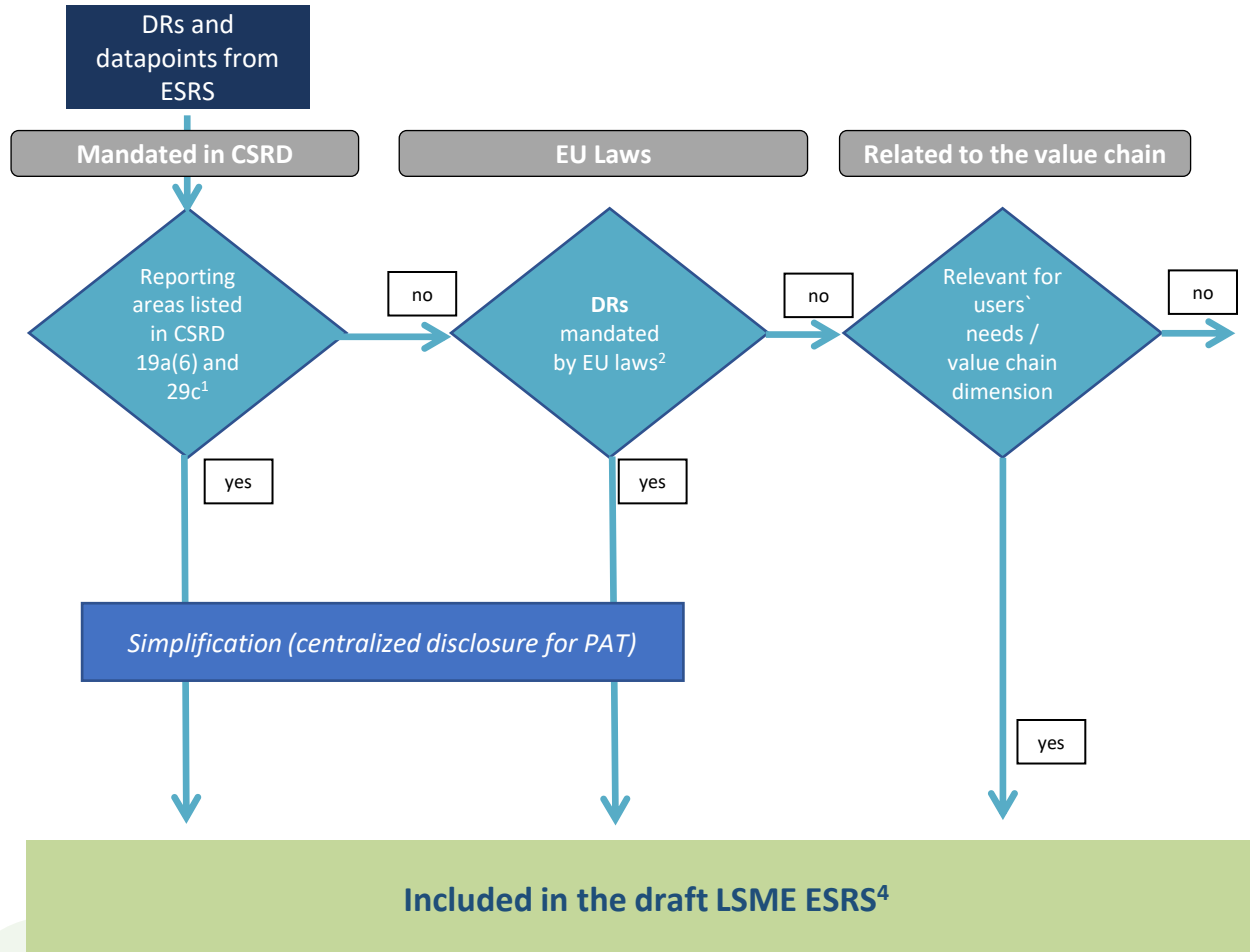 DRs and
datapoints from
ESRS
Mandated in CSRD
EU Laws
Related to the value chain
Reporting
areas listed
in CSRD
19a(6) and
29c¹
no
DRs
mandated
by EU laws²
no
Relevant for
users`
needs /
value chain
dimension
no
yes
yes
Simplification (centralized disclosure for PAT)
yes
Included in the draft LSME ESRS⁴